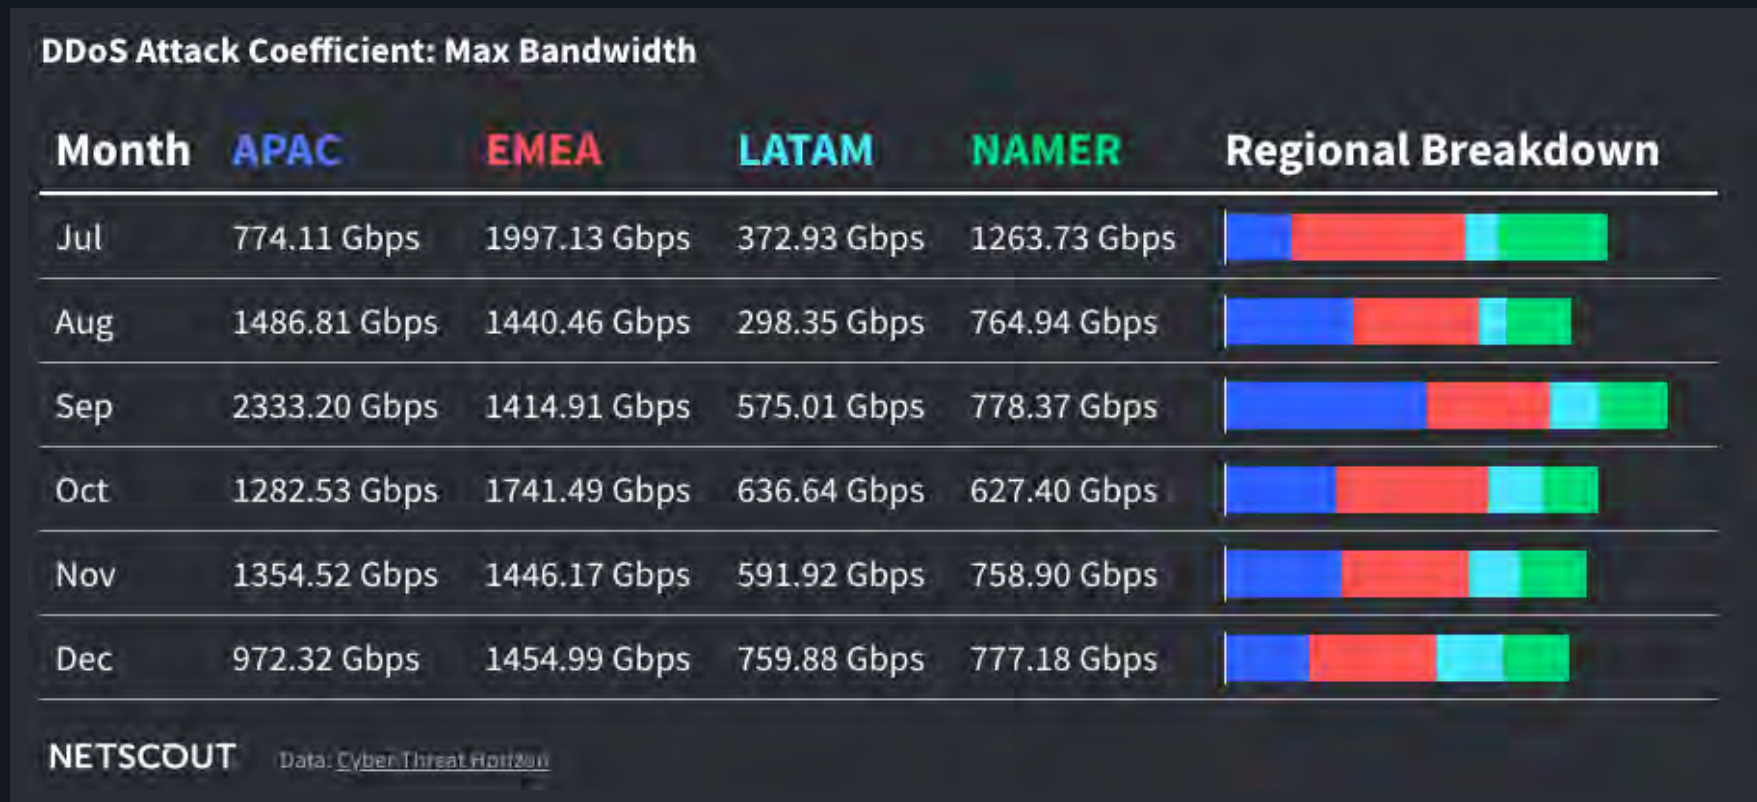 DDoS Attack Coefficient: Max Bandwidth
Month APAC EMEA LATAM NAMER Regional Breakdown
Jul 774.11 Gbps 1997.13 Gbps 372.93 Gbps 1263.73 Gbps
Aug 1486.81 Gbps 1440.46 Gbps 298.35 Gbps 764.94 Gbps
Sep 2333.20 Gbps 1414.91 Gbps 575.01 Gbps 778.37 Gbps
Oct 1282.53 Gbps 1741.49 Gbps 636.64 Gbps 627.40 Gbps
Nov 1354.52 Gbps 1446.17 Gbps 591.92 Gbps 758.90 Gbps
Dec 972.32 Gbps 1454.99 Gbps 759.88 Gbps 777.18 Gbps
NETSCOUT Data: Cyber Threat Horizon